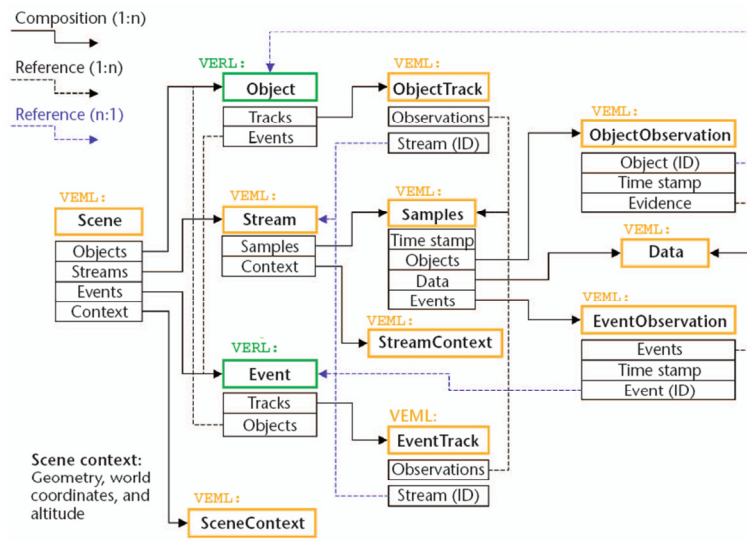 Composition (1:n)
Reference (1:n)
Reference (n:1)
VERL:
Object
Tracks
Events
VEML:
ObjectTrack
Observations
Stream (ID)
VEML:
ObjectObservation
Object (ID)
Time stamp
Evidence
VEML:
Scene
Objects
Streams
Events
Context
VEML:
Stream
Samples
Context
VEML:
Samples
Time stamp
Objects
Data
Events
VEML:
Data
VEML:
StreamContext
VEML:
EventObservation
Events
Time stamp
Event (ID)
VERL:
Event
Tracks
Objects
VEML:
EventTrack
Observations
Stream (ID)
Scene context:
Geometry, world
coordinates, and
altitude
VEML:
SceneContext